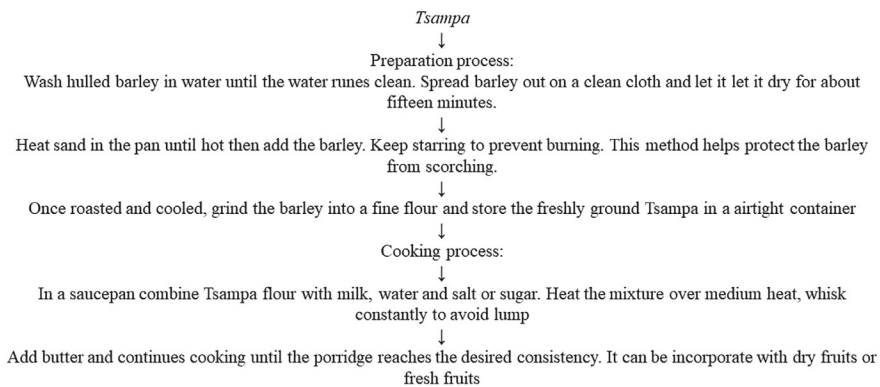 Tsampa
↓
Preparation process:
Wash hulled barley in water until the water runes clean. Spread barley out on a clean cloth and let it let it dry for about
fifteen minutes.
↓
Heat sand in the pan until hot then add the barley. Keep starring to prevent burning. This method helps protect the barley
from scorching.
↓
Once roasted and cooled, grind the barley into a fine flour and store the freshly ground Tsampa in a airtight container
↓
Cooking process:
↓
In a saucepan combine Tsampa flour with milk, water and salt or sugar. Heat the mixture over medium heat, whisk
constantly to avoid lump
↓
Add butter and continues cooking until the porridge reaches the desired consistency. It can be incorporate with dry fruits or
fresh fruits